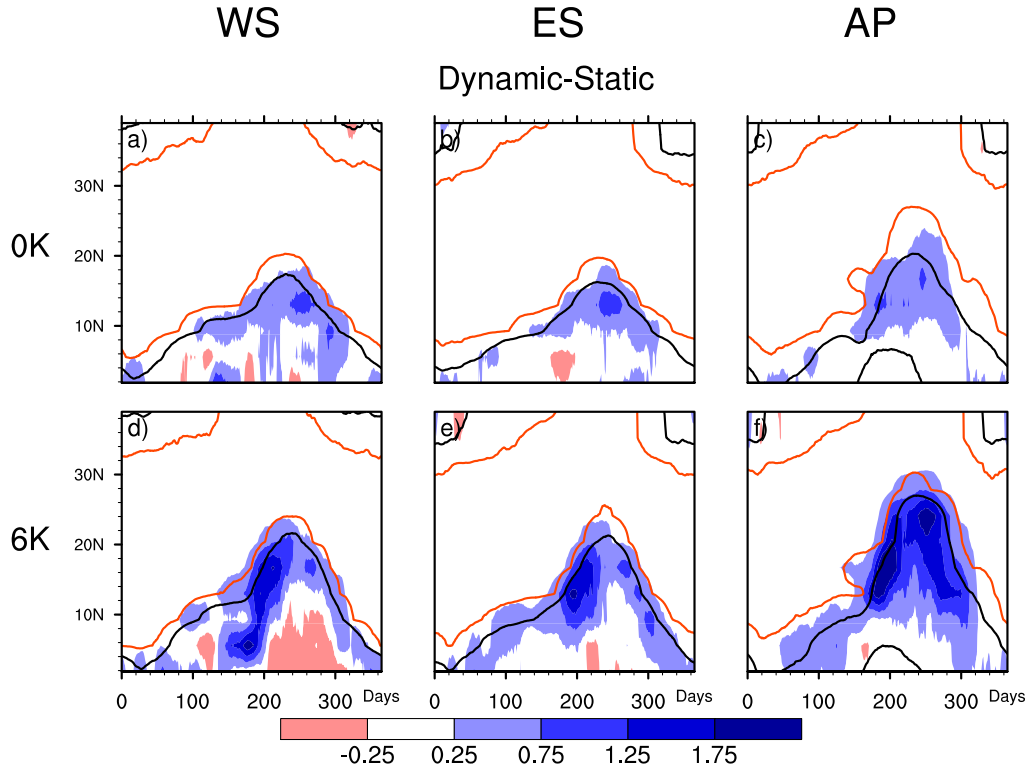 WS ES AP
Dynamic-Static
0K
a) b) c)
30N
20N
10N
6K
d) e) f)
30N
20N
10N
0 100 200 300 Days 0 100 200 300 Days 0 100 200 300 Days
-0.25 0.25 0.75 1.25 1.75